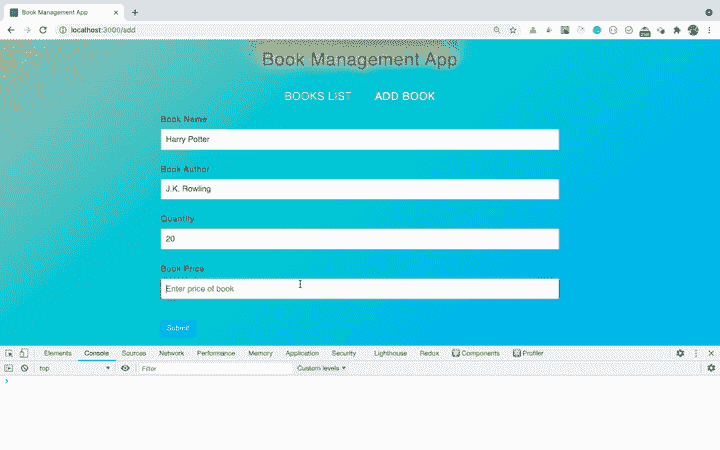 Book Management App
localhost:3000/add
Book Management App
BOOKS LIST ADD BOOK
Book Name
Harry Potter
Book Author
J.K. Rowling
Quantity
20
Book Price
Enter price of book
Submit
Elements Console Sources Network Performance Memory Application Security Lighthouse Redux Components Profiler
top Filter Custom levels